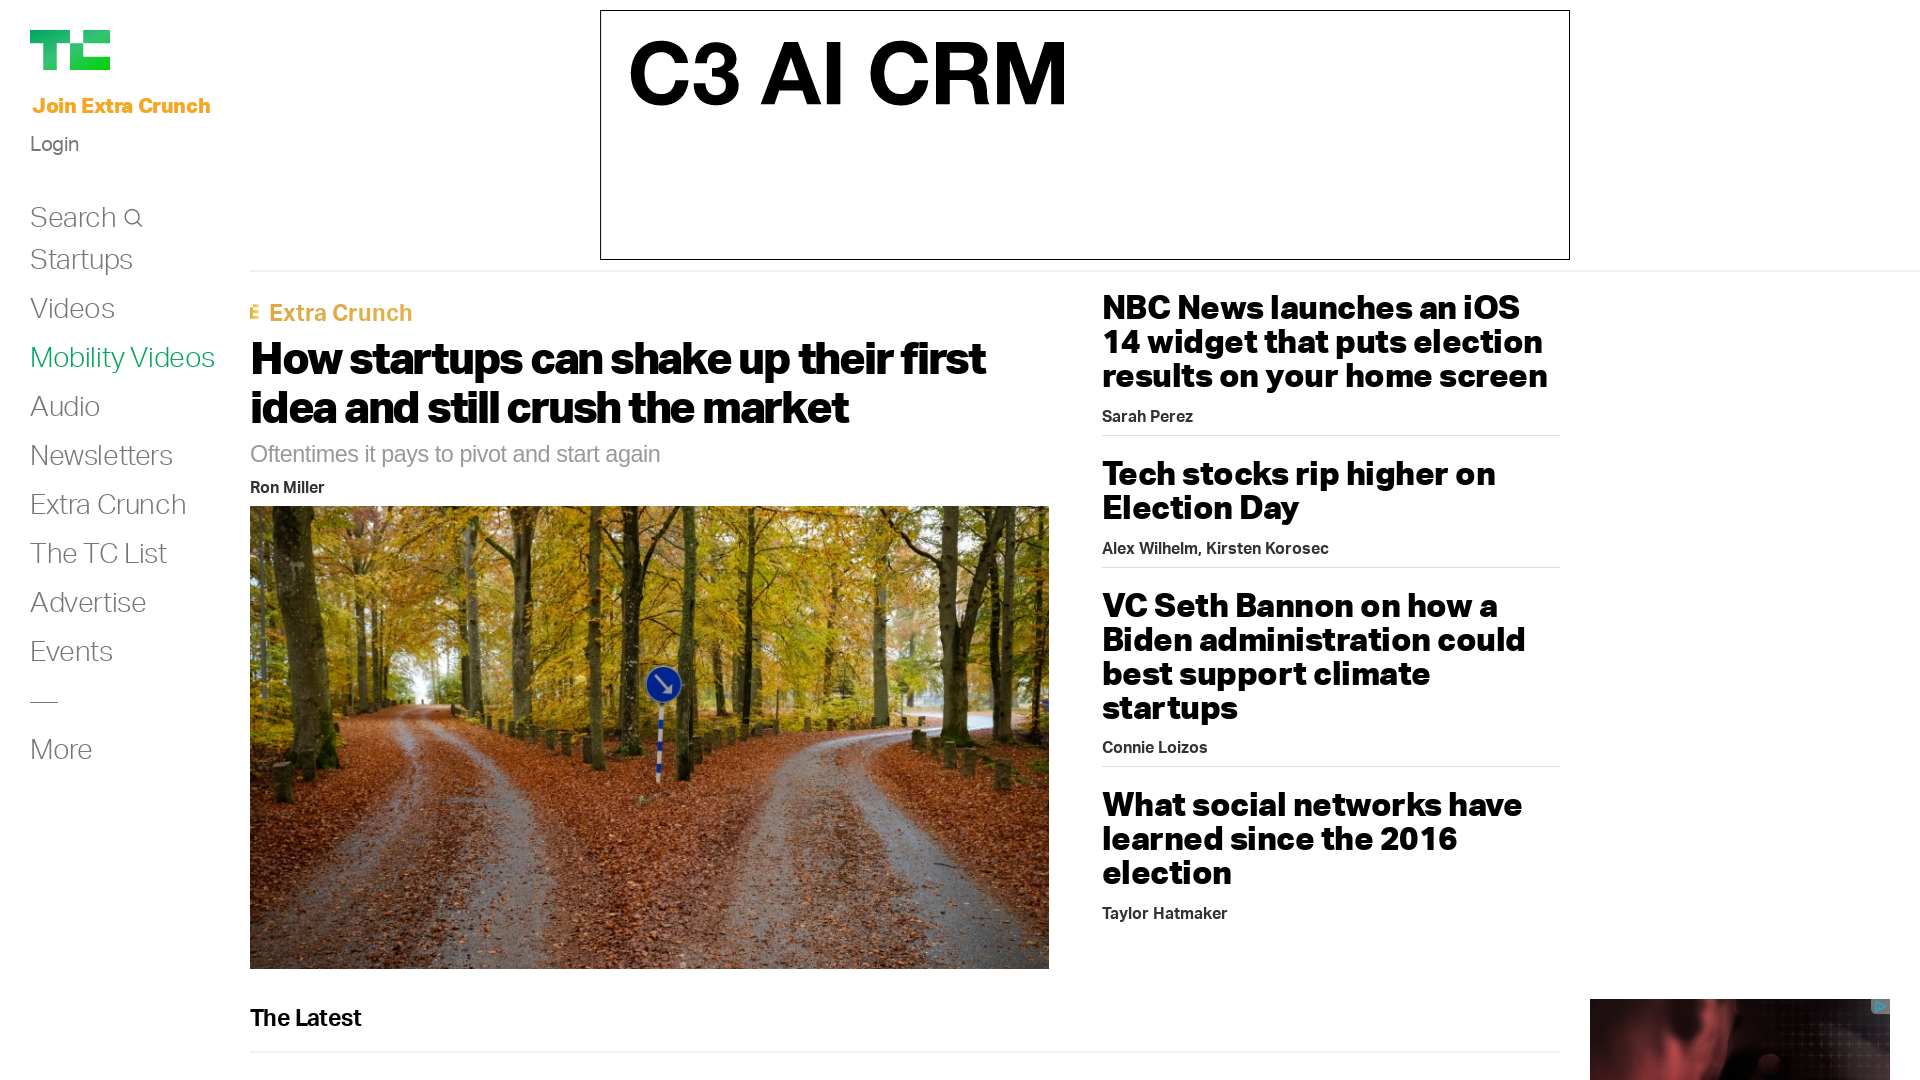 TC
Join Extra Crunch
Login
Search
Startups
Videos
Mobility Videos
Audio
Newsletters
Extra Crunch
The TC List
Advertise
Events
More
C3 AI CRM
Extra Crunch
How startups can shake up their first
idea and still crush the market
Oftentimes it pays to pivot and start again
Ron Miller
NBC News launches an iOS
14 widget that puts election
results on your home screen
Sarah Perez
Tech stocks rip higher on
Election Day
Alex Wilhelm, Kirsten Korosec
VC Seth Bannon on how a
Biden administration could
best support climate
startups
Connie Loizos
What social networks have
learned since the 2016
election
Taylor Hatmaker
The Latest